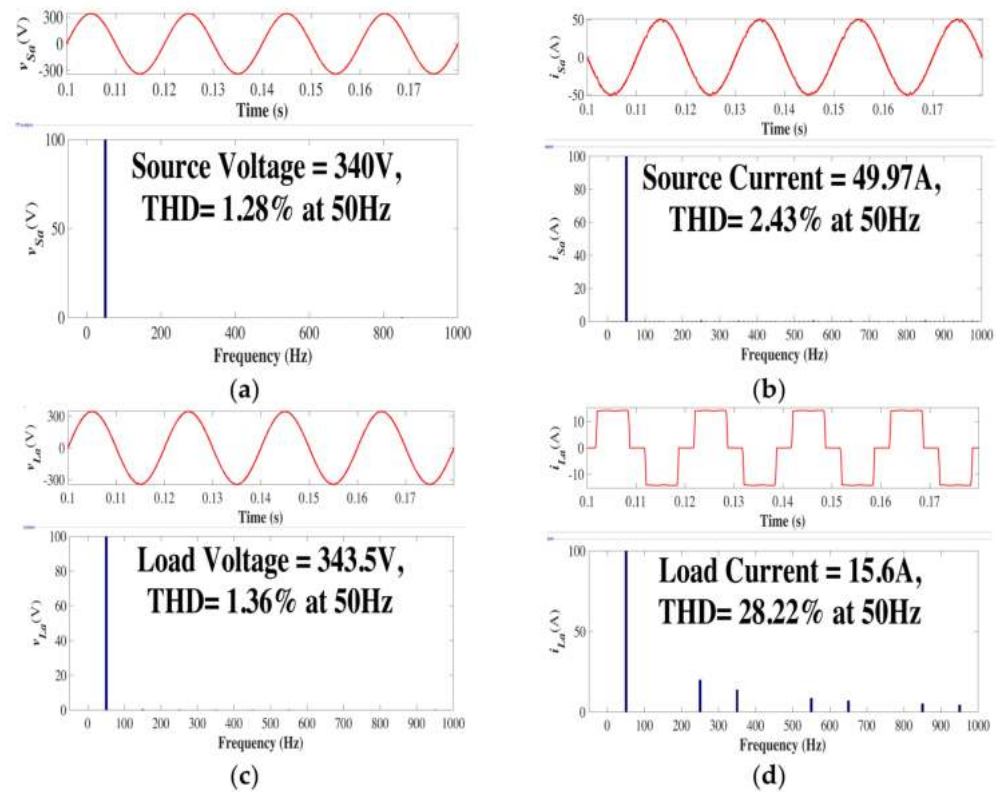 300
0
-300
v_Sa(V)
0.1 0.11 0.12 0.13 0.14 0.15 0.16 0.17
Time (s)
100
50
0
v_Sa(V)
Source Voltage = 340V,
THD= 1.28% at 50Hz
0 200 400 600 800 1000
Frequency (Hz)
(a)
50
0
-50
i_Sa(A)
0.1 0.11 0.12 0.13 0.14 0.15 0.16 0.17
Time (s)
100
80
60
40
20
0
i_Sa(A)
Source Current = 49.97A,
THD= 2.43% at 50Hz
0 100 200 300 400 500 600 700 800 900 1000
Frequency (Hz)
(b)
300
0
-300
v_La(V)
0.1 0.11 0.12 0.13 0.14 0.15 0.16 0.17
Time (s)
100
80
60
40
20
0
v_La(V)
Load Voltage = 343.5V,
THD= 1.36% at 50Hz
0 100 200 300 400 500 600 700 800 900 1000
Frequency (Hz)
(c)
10
0
-10
i_La(A)
0.1 0.11 0.12 0.13 0.14 0.15 0.16 0.17
Time (s)
100
50
0
i_La(A)
Load Current = 15.6A,
THD= 28.22% at 50Hz
0 100 200 300 400 500 600 700 800 900 1000
Frequency (Hz)
(d)